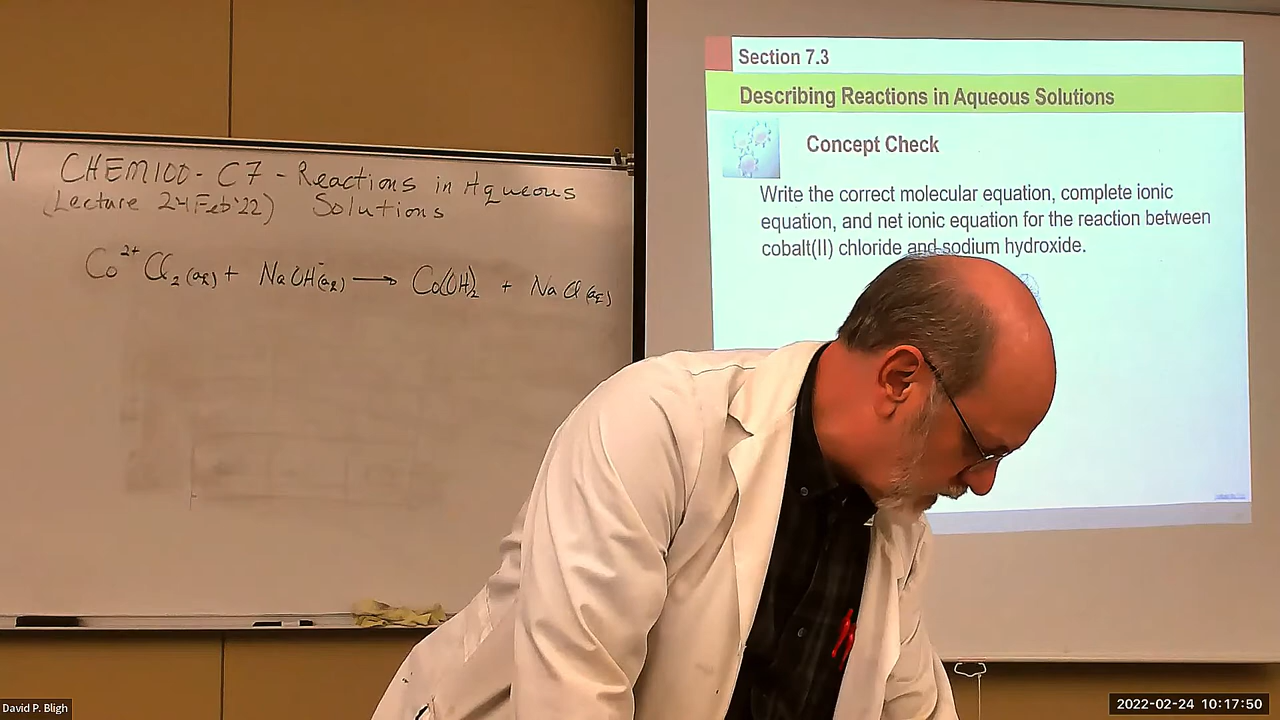 V CHEM100 - C7 - Reactions in Aqueous
(Lecture 24 Feb '22) Solutions
Co²⁺Cl₂(aq) + NaOH⁻(aq) → Co(OH)₂ + NaCl(aq)
Section 7.3
Describing Reactions in Aqueous Solutions
Concept Check
Write the correct molecular equation, complete ionic
equation, and net ionic equation for the reaction between
cobalt(II) chloride and sodium hydroxide.
David P. Bligh
2022-02-24 10:17:50